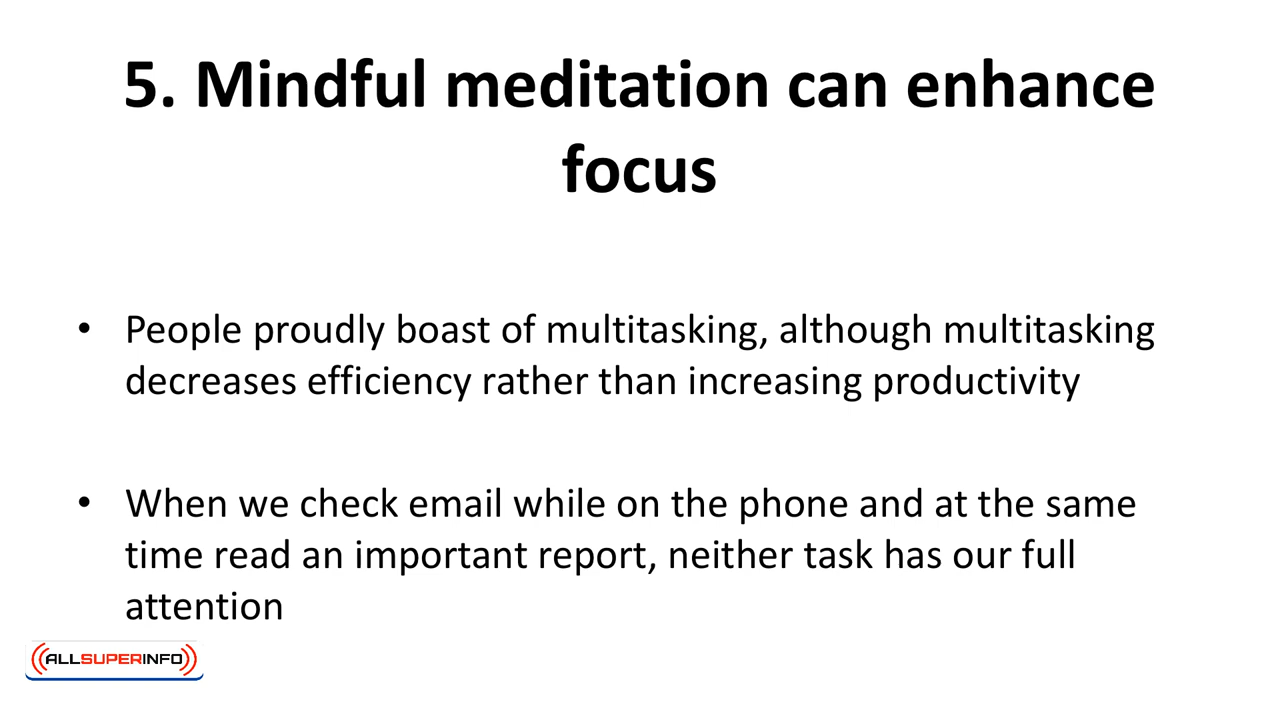 5. Mindful meditation can enhance
focus
• People proudly boast of multitasking, although multitasking
decreases efficiency rather than increasing productivity
• When we check email while on the phone and at the same
time read an important report, neither task has our full
attention
ALLSUPERINFO